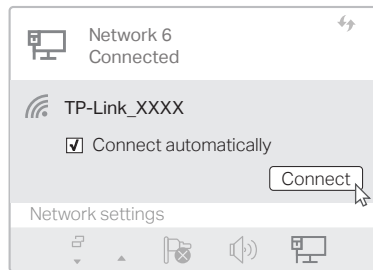 Network 6
Connected
TP-Link_XXXX
Connect automatically
Connect
Network settings